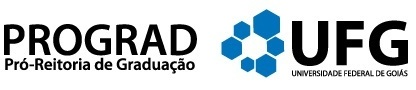 PROGRAD
Pró-Reitoria de Graduação
UFG
UNIVERSIDADE FEDERAL DE GOIÁS